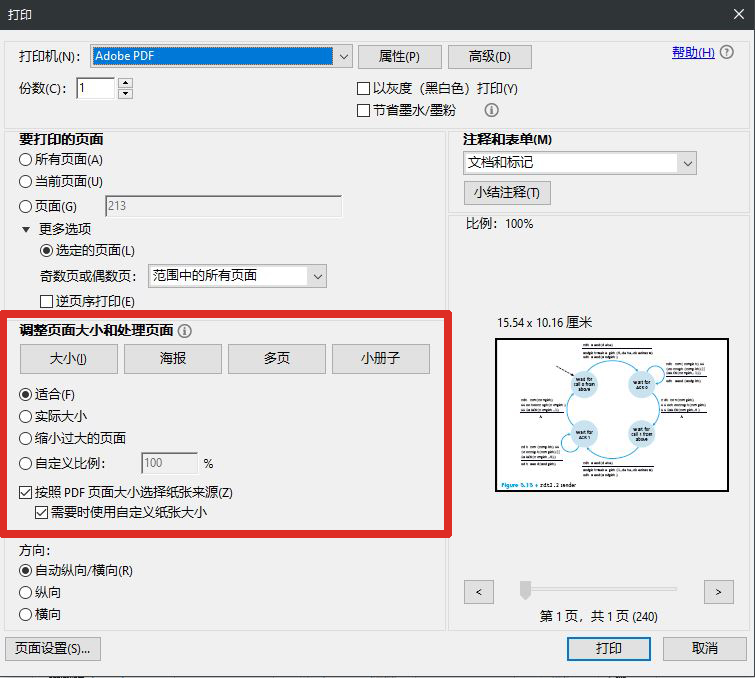 打印
打印机(N): Adobe PDF 属性(P) 高级(D) 帮助(H)
份数(C): 1
以灰度（黑白色）打印(Y)
节省墨水/墨粉
要打印的页面
所有页面(A)
当前页面(U)
页面(G) 213
更多选项
选定的页面(L)
奇数页或偶数页: 范围中的所有页面
逆页序打印(E)
调整页面大小和处理页面
大小(I) 海报 多页 小册子
适合(F)
实际大小
缩小过大的页面
自定义比例: 100 %
按照 PDF 页面大小选择纸张来源(Z)
需要时使用自定义纸张大小
方向:
自动纵向/横向(R)
纵向
横向
注释和表单(M)
文档和标记
小结注释(T)
比例: 100%
15.54 x 10.16 厘米
Wait for
call 0 from
above
Wait for
ACK 0
Wait for
ACK 1
Wait for
call 1 from
above
rdt2.2 sender
< >
第 1 页，共 1 页 (240)
页面设置(S)... 打印 取消